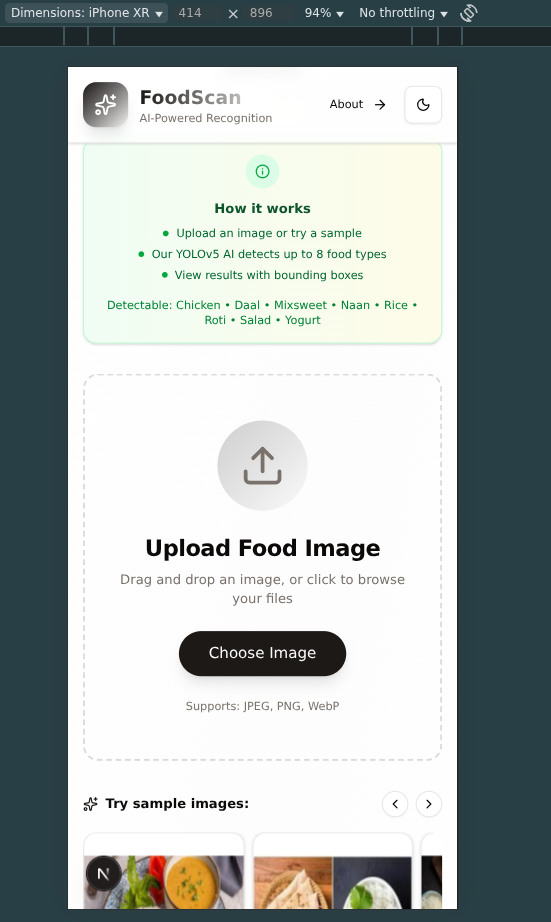 Dimensions: iPhone XR 414 × 896 94% No throttling
FoodScan
AI-Powered Recognition
About
How it works
• Upload an image or try a sample
• Our YOLOv5 AI detects up to 8 food types
• View results with bounding boxes
Detectable: Chicken • Daal • Mixsweet • Naan • Rice •
Roti • Salad • Yogurt
Upload Food Image
Drag and drop an image, or click to browse
your files
Choose Image
Supports: JPEG, PNG, WebP
Try sample images:
N